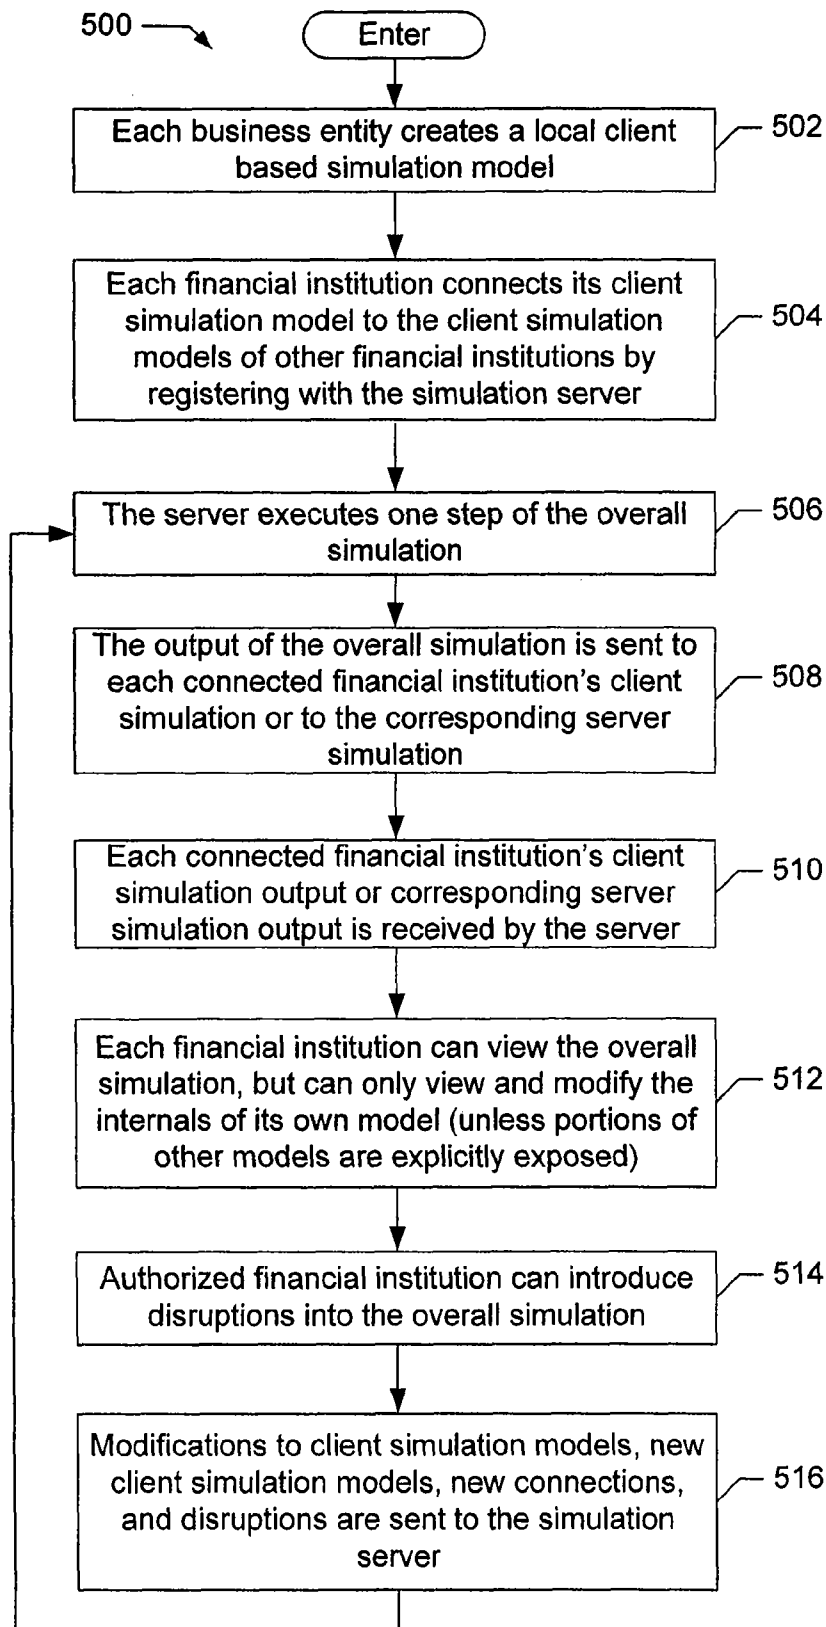 500
Enter
Each business entity creates a local client
based simulation model
502
Each financial institution connects its client
simulation model to the client simulation
models of other financial institutions by
registering with the simulation server
504
The server executes one step of the overall
simulation
506
The output of the overall simulation is sent to
each connected financial institution's client
simulation or to the corresponding server
simulation
508
Each connected financial institution's client
simulation output or corresponding server
simulation output is received by the server
510
Each financial institution can view the overall
simulation, but can only view and modify the
internals of its own model (unless portions of
other models are explicitly exposed)
512
Authorized financial institution can introduce
disruptions into the overall simulation
514
Modifications to client simulation models, new
client simulation models, new connections,
and disruptions are sent to the simulation
server
516